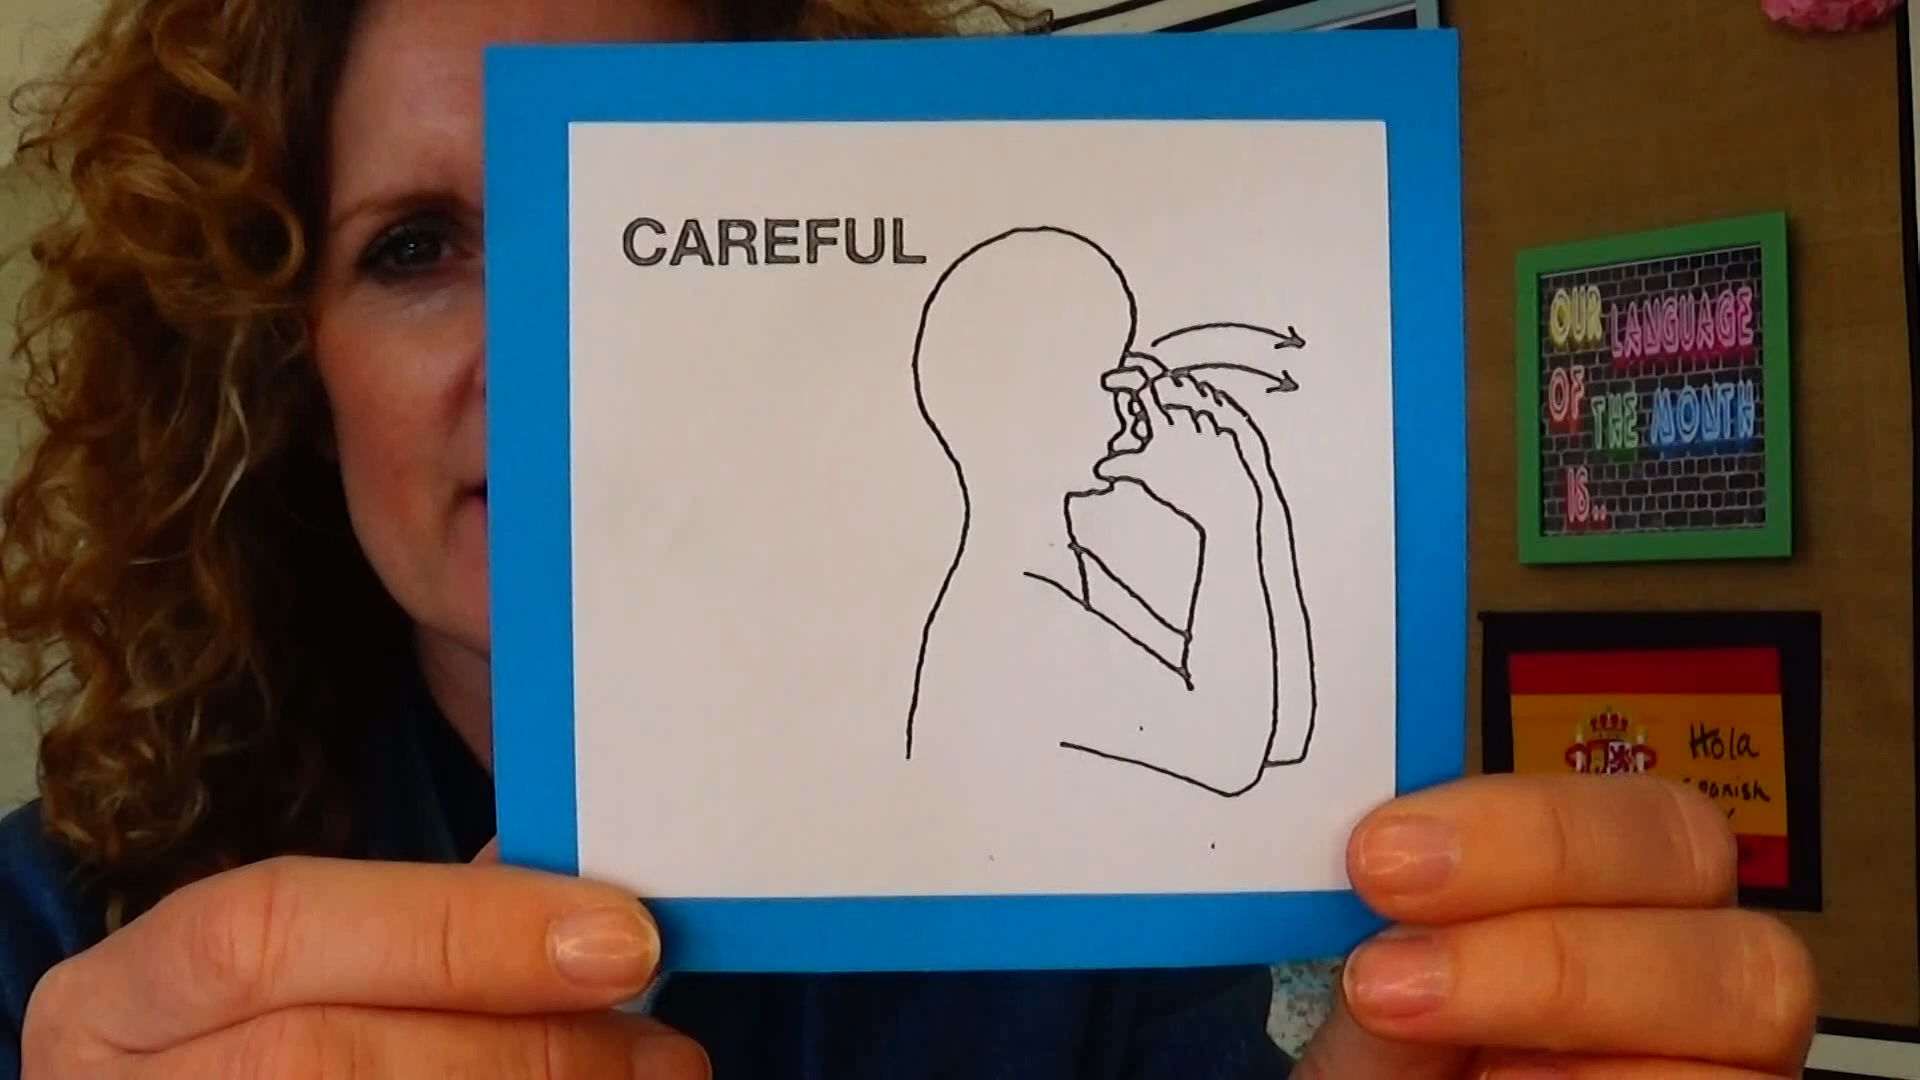 CAREFUL
OUR LANGUAGE
OF THE MONTH
IS..
Hola